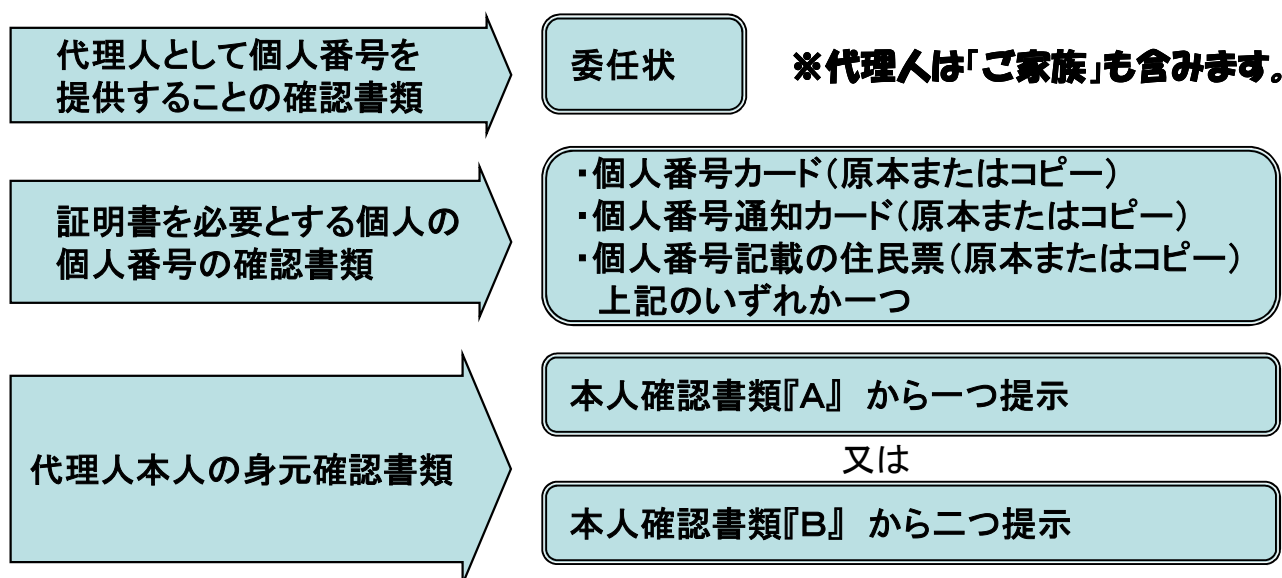 代理人として個人番号を
提供することの確認書類
委任状
※代理人は「ご家族」も含みます。
証明書を必要とする個人の
個人番号の確認書類
・個人番号カード（原本またはコピー）
・個人番号通知カード（原本またはコピー）
・個人番号記載の住民票（原本またはコピー）
上記のいずれか一つ
代理人本人の身元確認書類
本人確認書類『Ａ』 から一つ提示
又は
本人確認書類『Ｂ』 から二つ提示